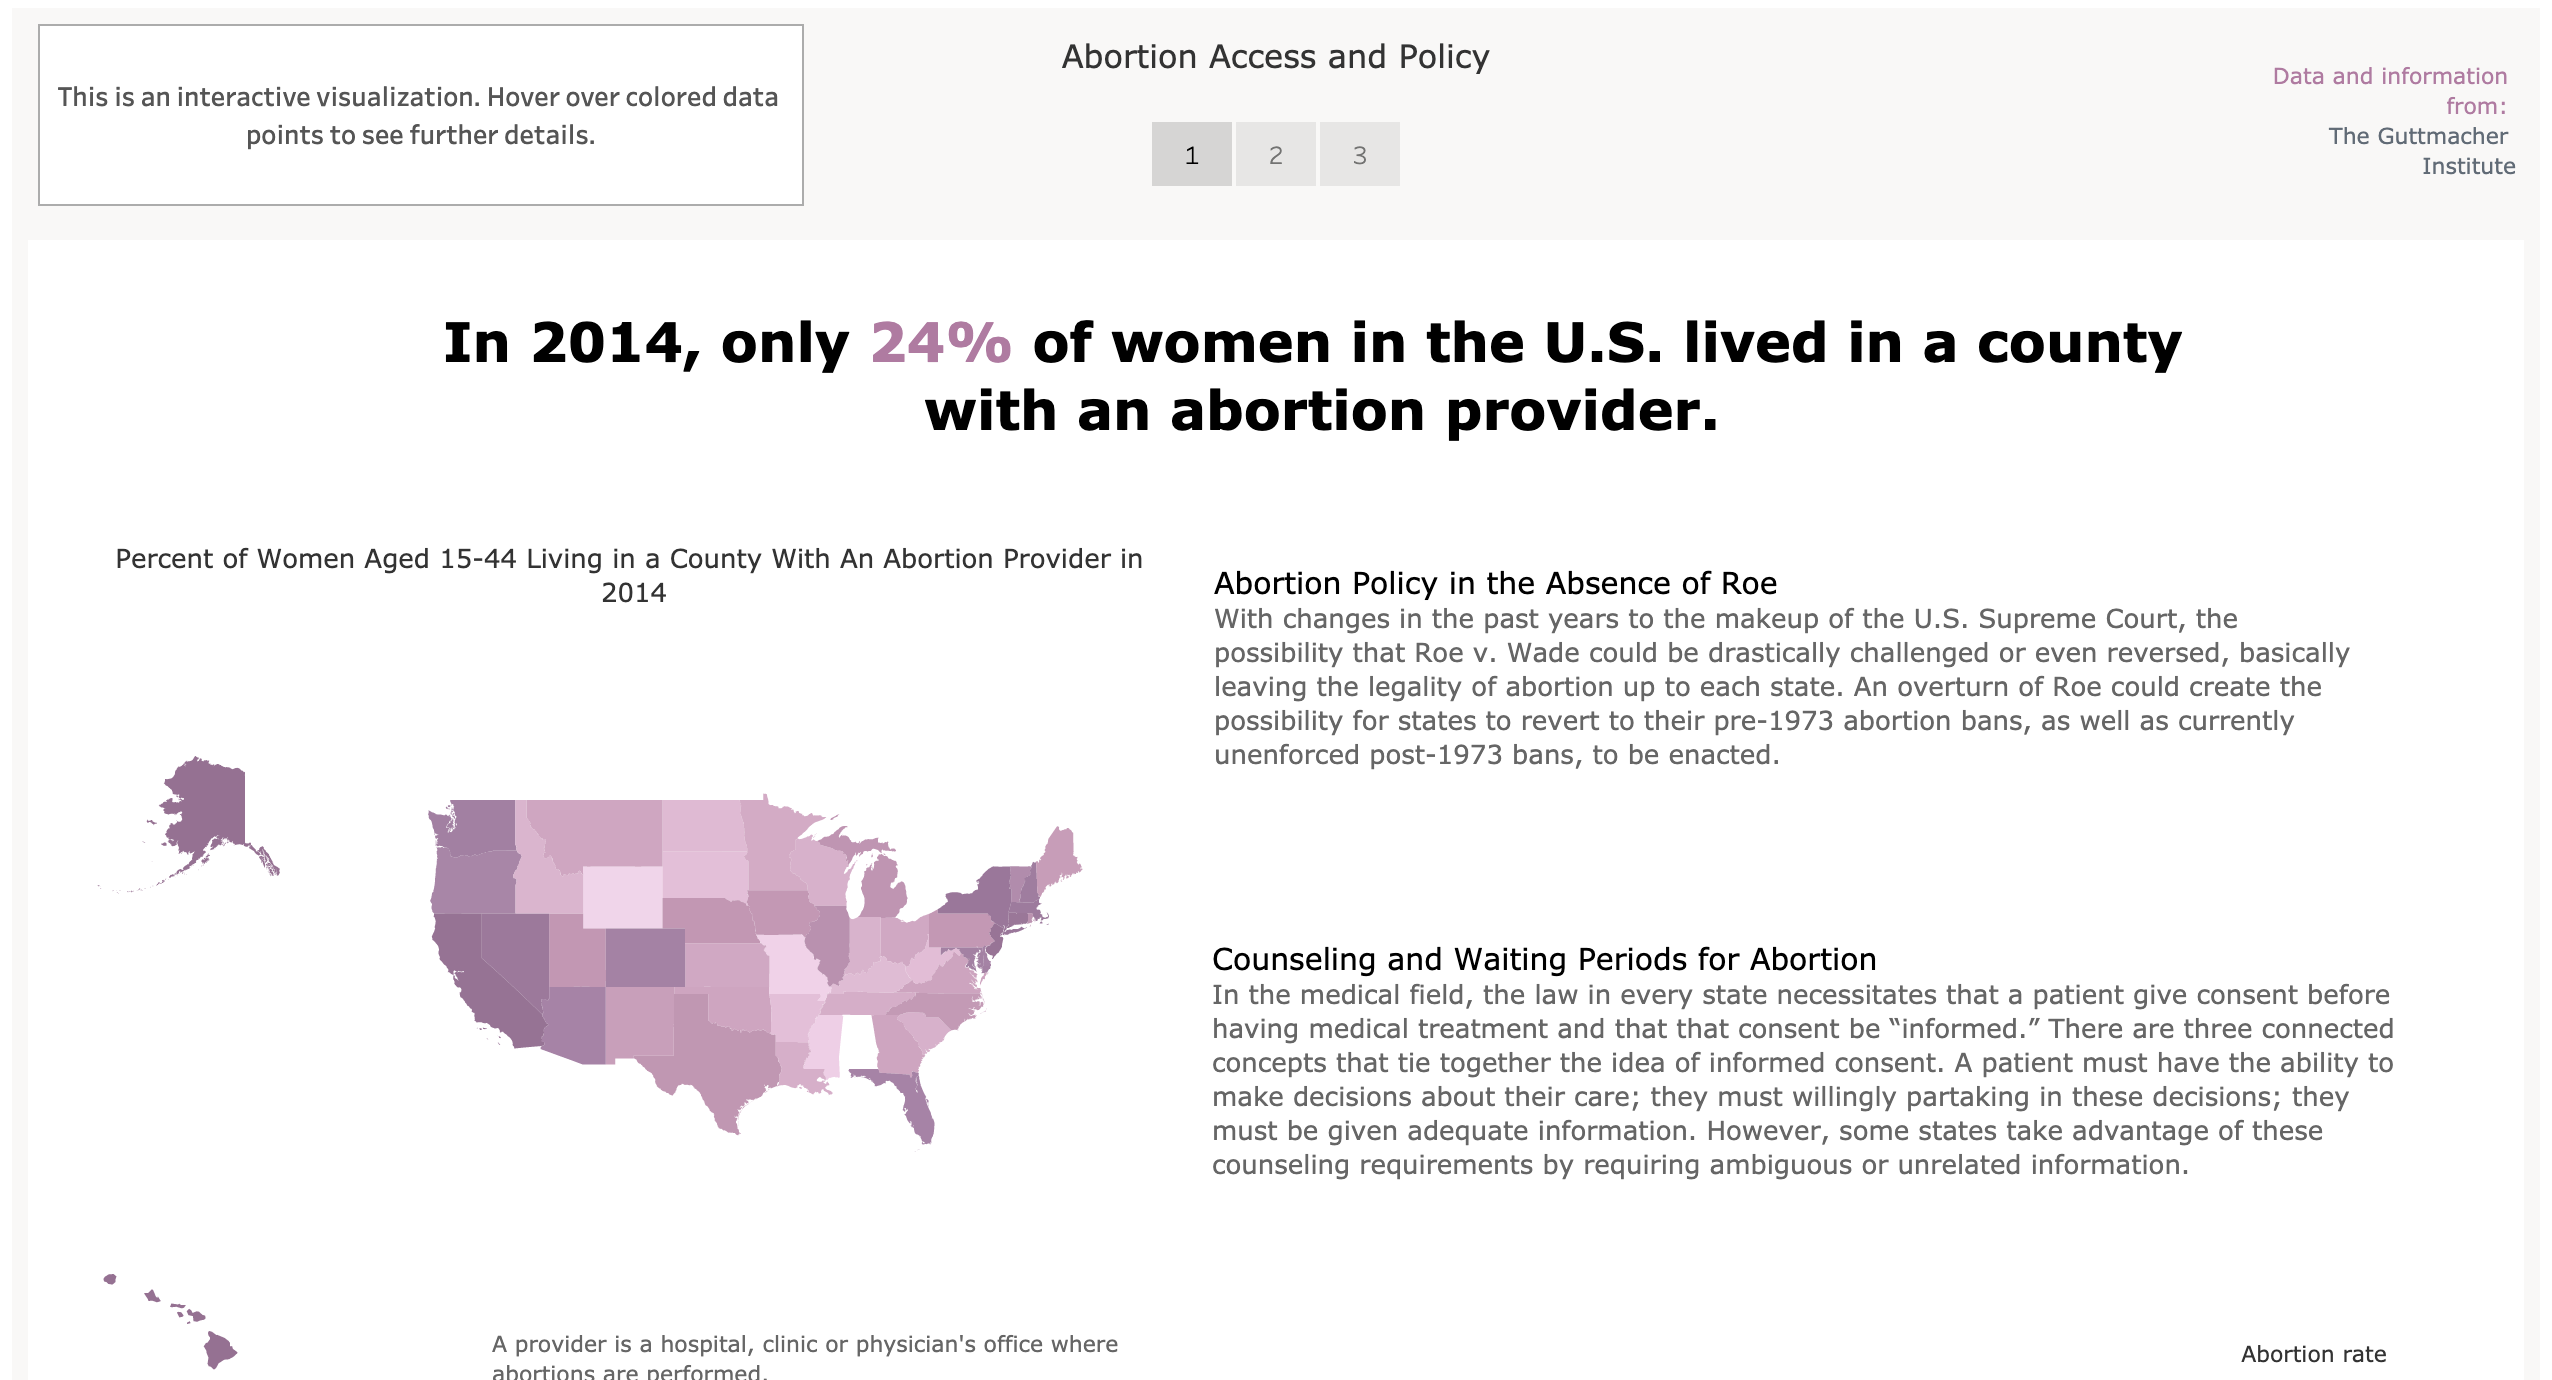 This is an interactive visualization. Hover over colored data
points to see further details.
Abortion Access and Policy
1 2 3
Data and information
from:
The Guttmacher
Institute
In 2014, only 24% of women in the U.S. lived in a county
with an abortion provider.
Percent of Women Aged 15-44 Living in a County With An Abortion Provider in
2014
Abortion Policy in the Absence of Roe
With changes in the past years to the makeup of the U.S. Supreme Court, the
possibility that Roe v. Wade could be drastically challenged or even reversed, basically
leaving the legality of abortion up to each state. An overturn of Roe could create the
possibility for states to revert to their pre-1973 abortion bans, as well as currently
unenforced post-1973 bans, to be enacted.
Counseling and Waiting Periods for Abortion
In the medical field, the law in every state necessitates that a patient give consent before
having medical treatment and that that consent be “informed.” There are three connected
concepts that tie together the idea of informed consent. A patient must have the ability to
make decisions about their care; they must willingly partaking in these decisions; they
must be given adequate information. However, some states take advantage of these
counseling requirements by requiring ambiguous or unrelated information.
A provider is a hospital, clinic or physician's office where
abortions are performed.
Abortion rate